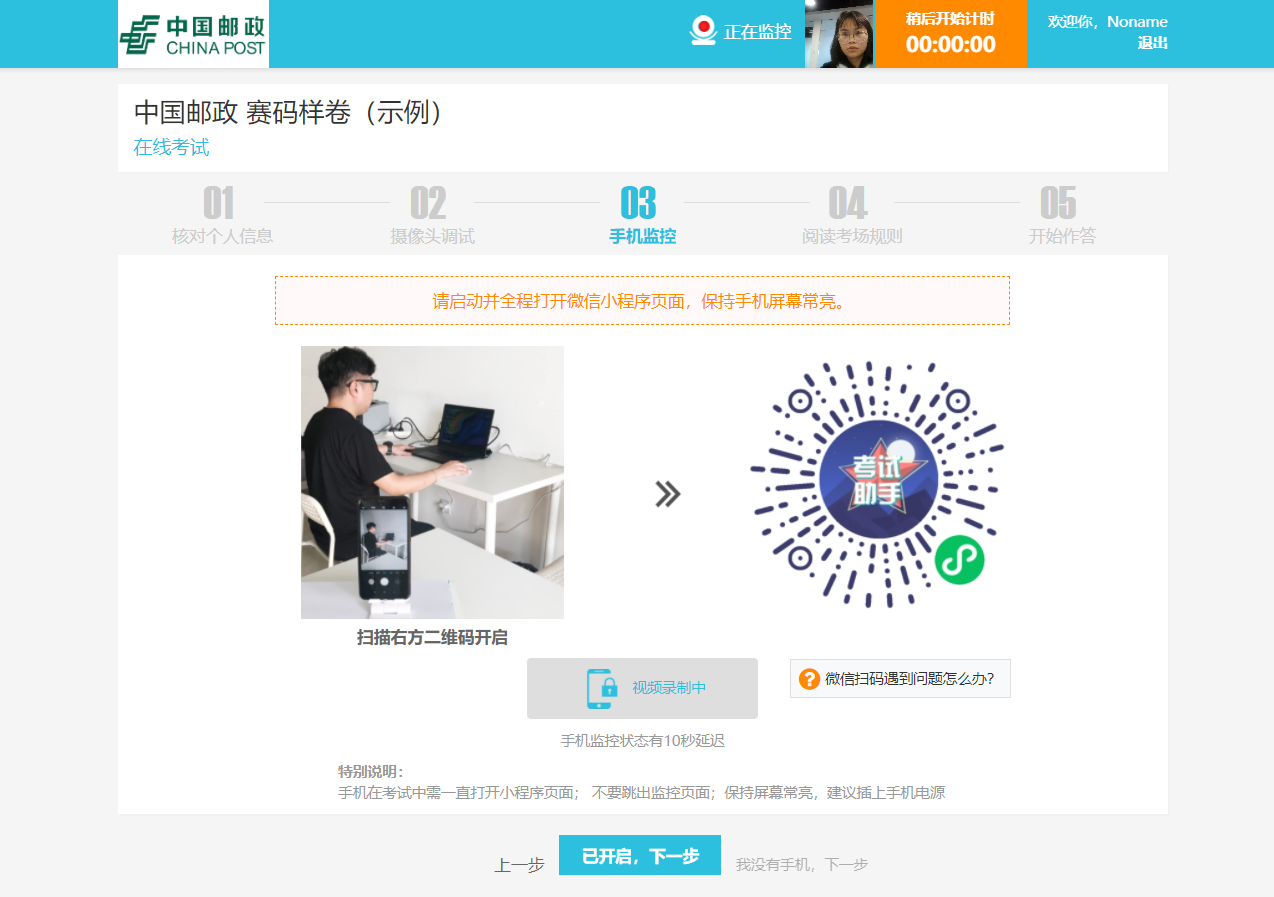 中国邮政
CHINA POST
正在监控
稍后开始计时
00:00:00
欢迎你，Noname
退出
中国邮政 赛码样卷（示例）
在线考试
01
核对个人信息
02
摄像头调试
03
手机监控
04
阅读考场规则
05
开始作答
请启动并全程打开微信小程序页面，保持手机屏幕常亮。
考试
助手
扫描右方二维码开启
视频录制中
? 微信扫码遇到问题怎么办?
手机监控状态有10秒延迟
特别说明：
手机在考试中需一直打开小程序页面； 不要跳出监控页面；保持屏幕常亮，建议插上手机电源
上一步
已开启，下一步
我没有手机，下一步